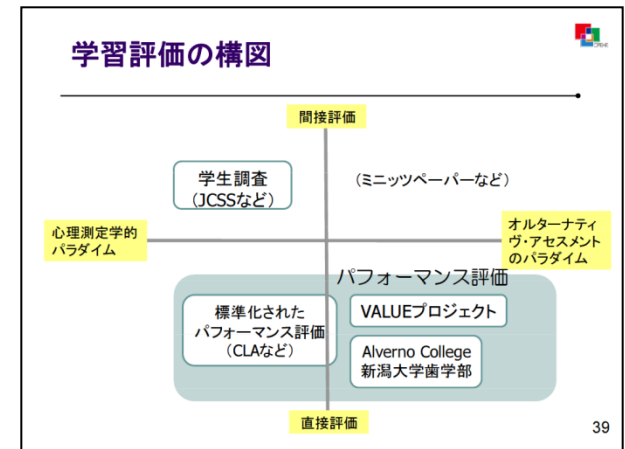 学習評価の構図
間接評価
学生調査
(JCSSなど)
(ミニッツペーパーなど)
心理測定学的
パラダイム
オルターナティ
ヴ・アセスメント
のパラダイム
パフォーマンス評価
標準化された
パフォーマンス評価
(CLAなど)
VALUEプロジェクト
Alverno College
新潟大学歯学部
直接評価
39